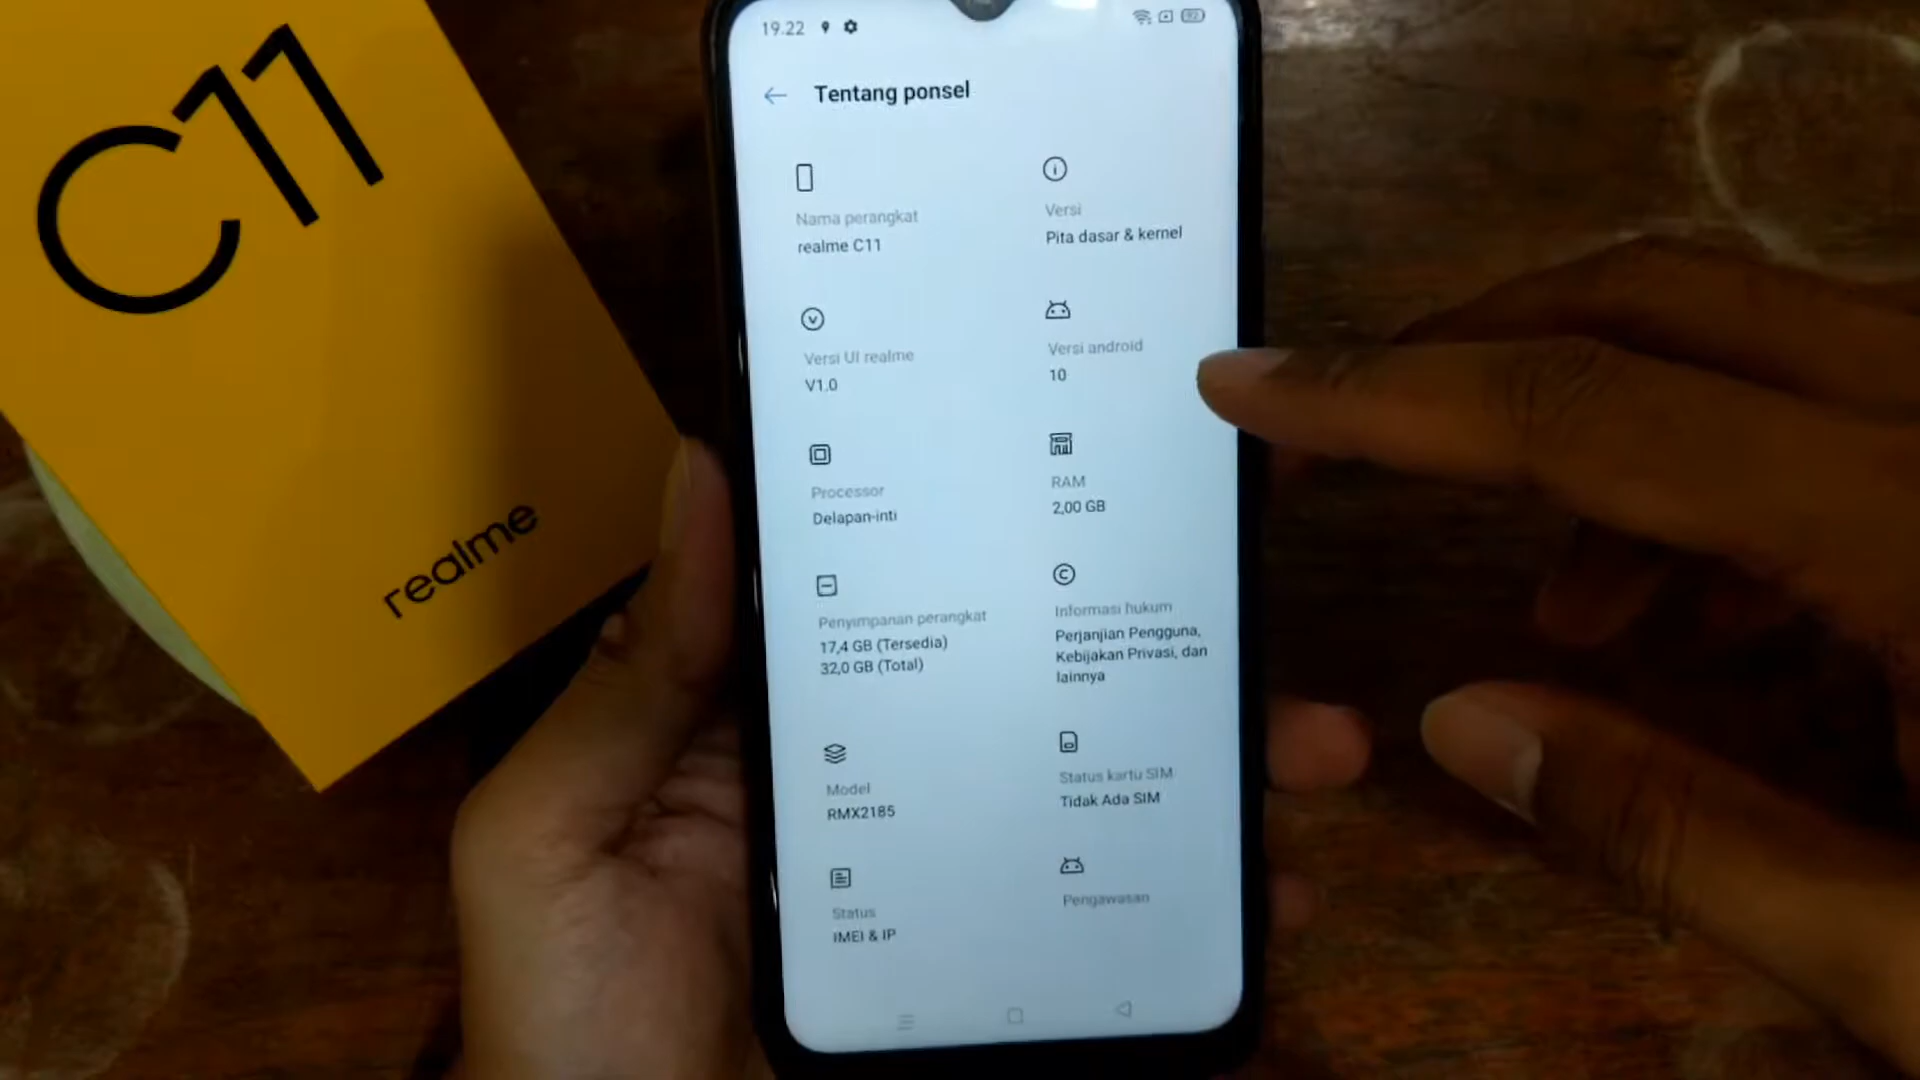 C11
realme
19.22
92
Tentang ponsel
Nama perangkat
realme C11
Versi
Pita dasar & kernel
Versi UI realme
V1.0
Versi android
10
Processor
Delapan-inti
RAM
2,00 GB
Penyimpanan perangkat
17,4 GB (Tersedia)
32,0 GB (Total)
Informasi hukum
Perjanjian Pengguna,
Kebijakan Privasi, dan
lainnya
Model
RMX2185
Status kartu SIM
Tidak Ada SIM
Status
IMEI & IP
Pengawasan